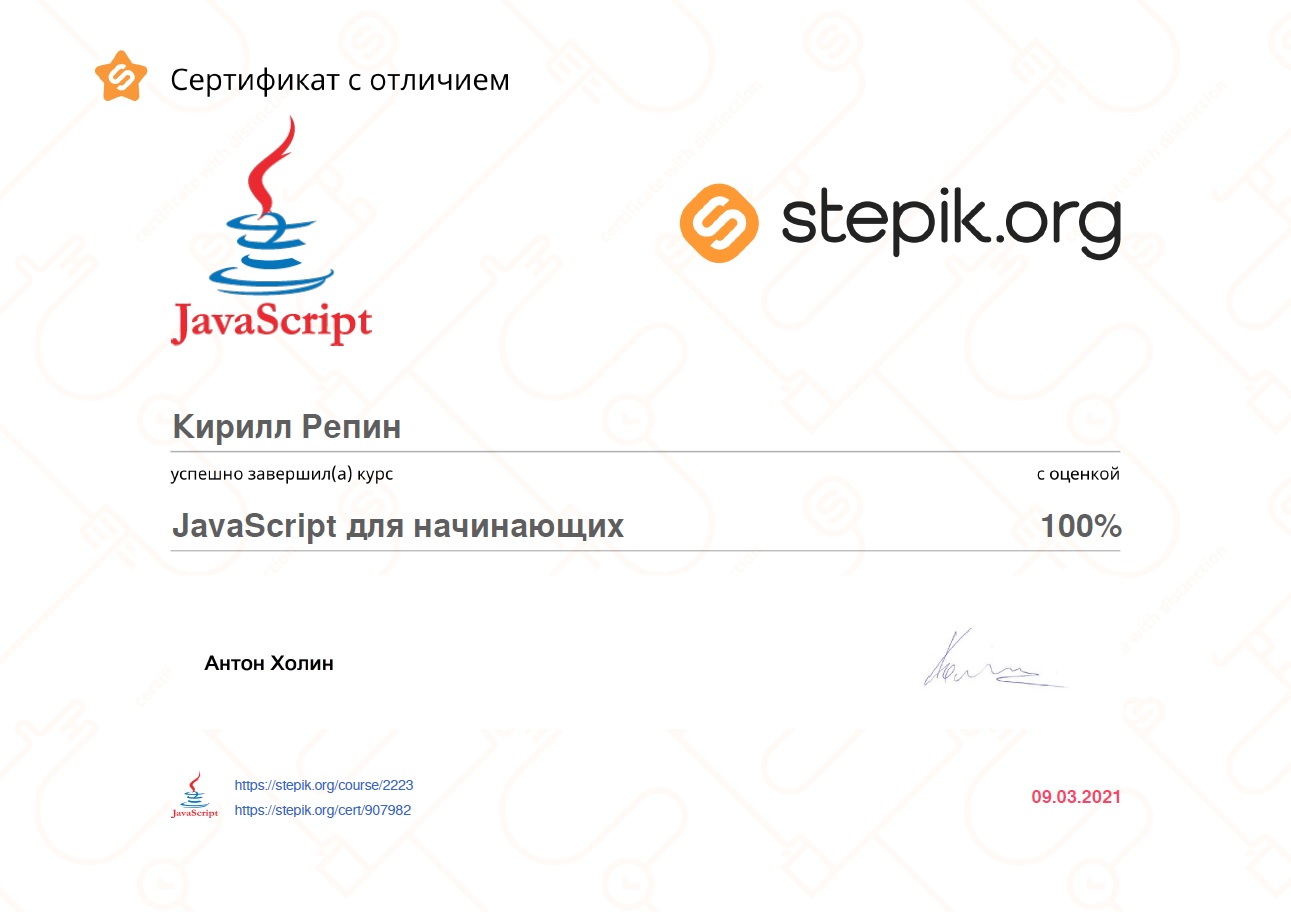 Сертификат с отличием
JavaScript
stepik.org
Кирилл Репин
успешно завершил(а) курс
с оценкой
JavaScript для начинающих
100%
Антон Холин
JavaScript
https://stepik.org/course/2223
https://stepik.org/cert/907982
09.03.2021